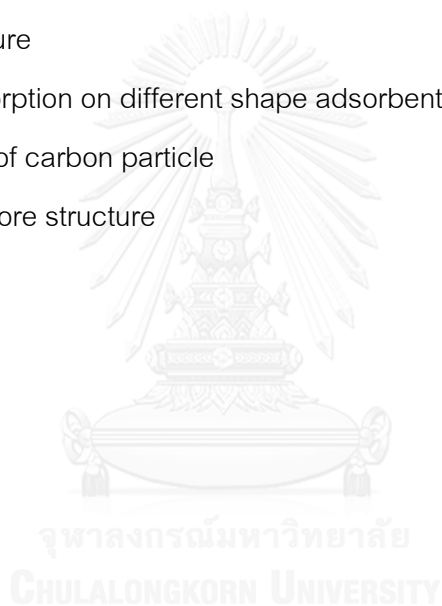 ure
orption on different shape adsorbent
of carbon particle
ore structure
จุฬาลงกรณ์มหาวิทยาลัย
CHULALONGKORN UNIVERSITY